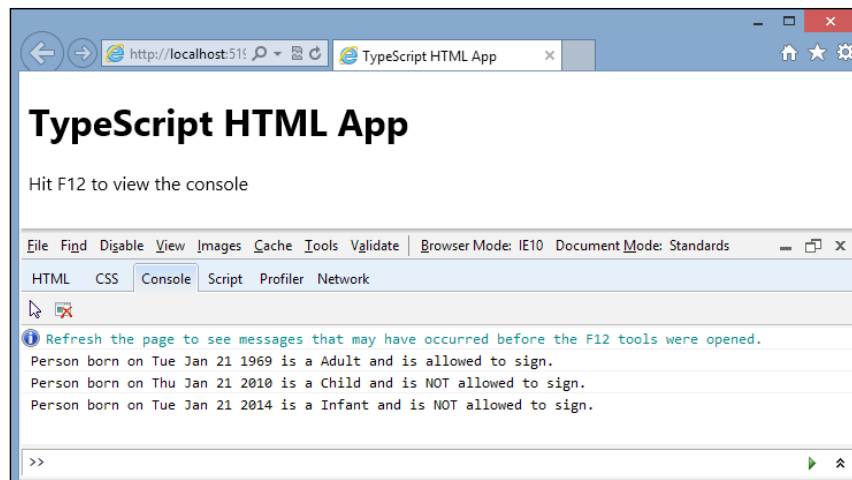 http://localhost:519
TypeScript HTML App
TypeScript HTML App
Hit F12 to view the console
File Find Disable View Images Cache Tools Validate Browser Mode: IE10 Document Mode: Standards
HTML CSS Console Script Profiler Network
Refresh the page to see messages that may have occurred before the F12 tools were opened.
Person born on Tue Jan 21 1969 is a Adult and is allowed to sign.
Person born on Thu Jan 21 2010 is a Child and is NOT allowed to sign.
Person born on Tue Jan 21 2014 is a Infant and is NOT allowed to sign.
>>